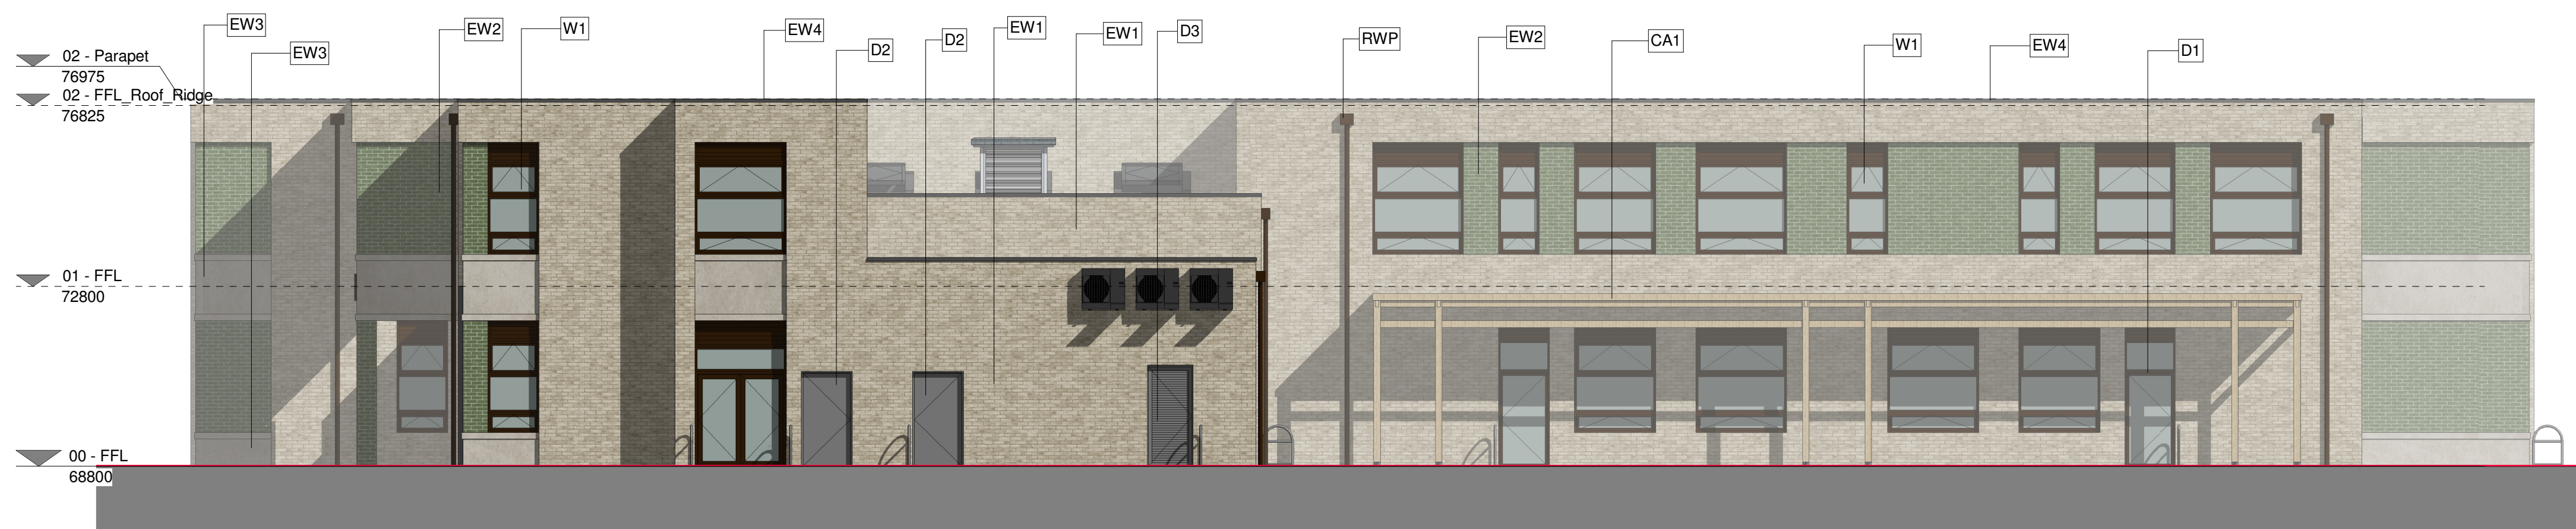 EW3
EW3
EW2
W1
EW4
D2
D2
EW1
EW1
D3
RWP
EW2
CA1
W1
EW4
D1
02 - Parapet
76975
02 - FFL_Roof_Ridge
76825
01 - FFL
72800
00 - FFL
68800